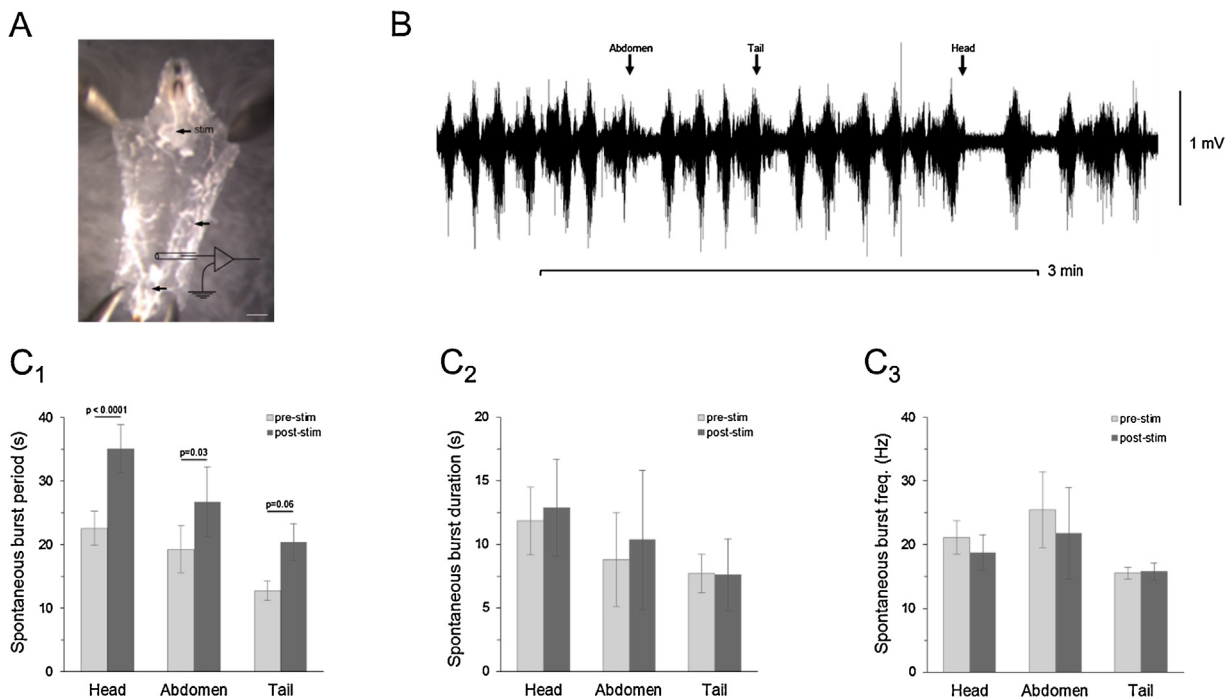 A
stim
B
Abdomen Tail Head
1 mV
3 min
C1
pre-stim
post-stim
p < 0.0001
p=0.03
p=0.06
Spontaneous burst period (s)
40
30
20
10
0
Head Abdomen Tail
C2
pre-stim
post-stim
Spontaneous burst duration (s)
20
15
10
5
0
Head Abdomen Tail
C3
pre-stim
post-stim
Spontaneous burst freq. (Hz)
40
30
20
10
0
Head Abdomen Tail